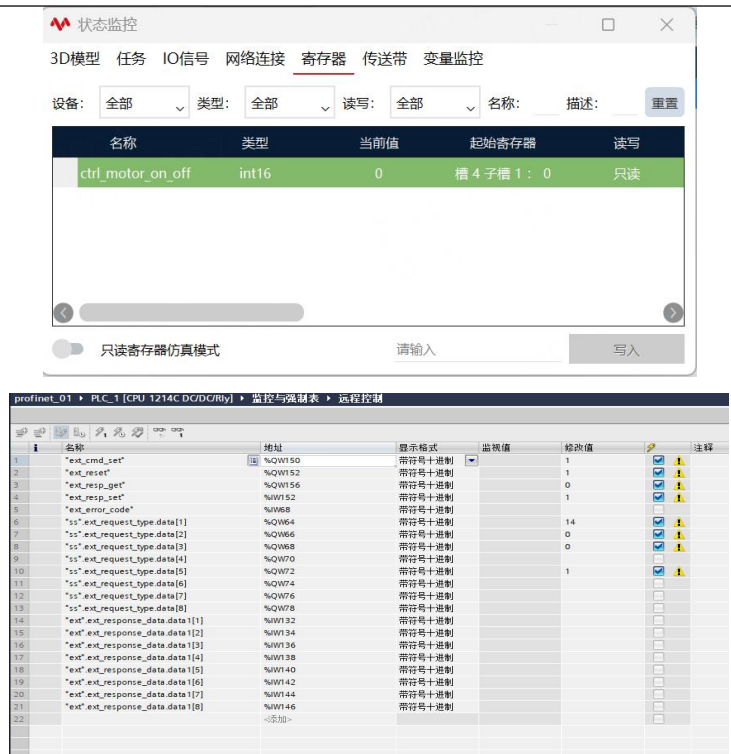 状态监控
3D模型 任务 IO信号 网络连接 寄存器 传送带 变量监控
设备: 全部 类型: 全部 读写: 全部 名称: 描述: 重置
名称 类型 当前值 起始寄存器 读写
ctrl_motor_on_off int16 0 槽 4 子槽 1 : 0 只读
只读寄存器仿真模式 请输入 写入
profinet_01 ▸ PLC_1 [CPU 1214C DC/DC/Rly] ▸ 监控与强制表 ▸ 远程控制
i 名称 地址 显示格式 监视值 修改值 注释
1 "ext_cmd_set" %QW150 带符号十进制 1
2 "ext_reset" %QW152 带符号十进制 1
3 "ext_resp_get" %QW156 带符号十进制 0
4 "ext_resp_set" %IW152 带符号十进制 1
5 "ext_error_code" %IW68 带符号十进制
6 "ss".ext_request_type.data[1] %QW64 带符号十进制 14
7 "ss".ext_request_type.data[2] %QW66 带符号十进制 0
8 "ss".ext_request_type.data[3] %QW68 带符号十进制 0
9 "ss".ext_request_type.data[4] %QW70 带符号十进制
10 "ss".ext_request_type.data[5] %QW72 带符号十进制 1
11 "ss".ext_request_type.data[6] %QW74 带符号十进制
12 "ss".ext_request_type.data[7] %QW76 带符号十进制
13 "ss".ext_request_type.data[8] %QW78 带符号十进制
14 "ext".ext_response_data.data1[1] %IW132 带符号十进制
15 "ext".ext_response_data.data1[2] %IW134 带符号十进制
16 "ext".ext_response_data.data1[3] %IW136 带符号十进制
17 "ext".ext_response_data.data1[4] %IW138 带符号十进制
18 "ext".ext_response_data.data1[5] %IW140 带符号十进制
19 "ext".ext_response_data.data1[6] %IW142 带符号十进制
20 "ext".ext_response_data.data1[7] %IW144 带符号十进制
21 "ext".ext_response_data.data1[8] %IW146 带符号十进制
22 <添加>